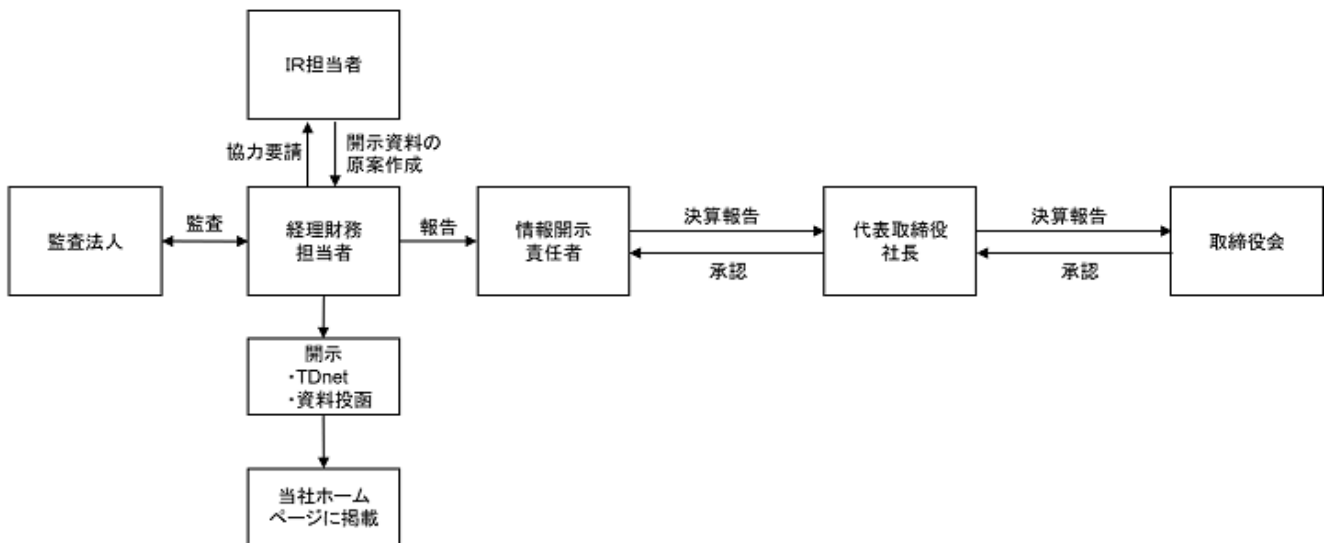 IR担当者
協力要請
開示資料の
原案作成
監査法人
監査
経理財務
担当者
報告
情報開示
責任者
決算報告
承認
代表取締役
社長
決算報告
承認
取締役会
開示
・TDnet
・資料投函
当社ホーム
ページに掲載